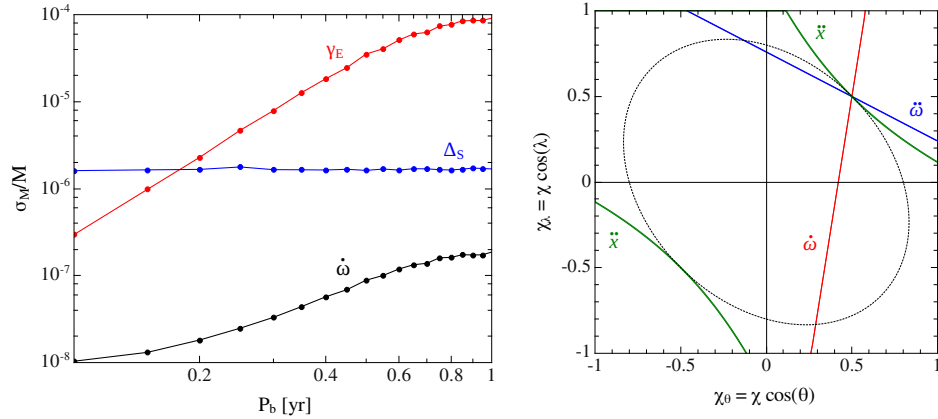 10⁻⁴
10⁻⁵
10⁻⁶
10⁻⁷
10⁻⁸
σ_M/M
γ_E
Δ_S
ω̇
0.2 0.4 0.6 0.8 1
P_b [yr]
1
0.5
0
-0.5
-1
χ_λ = χ cos(λ)
ẍ
ω̈
ẍ
ω̇
-1 -0.5 0 0.5 1
χ_θ = χ cos(θ)